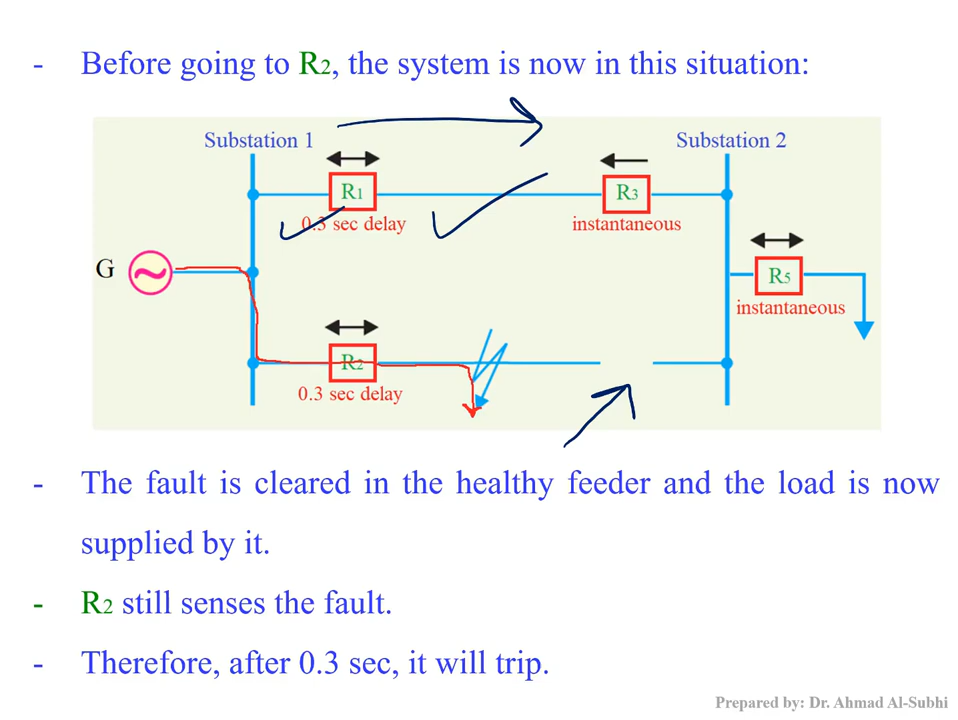 - Before going to R2, the system is now in this situation:
Substation 1
Substation 2
R1
0.3 sec delay
R3
instantaneous
G
R5
instantaneous
R2
0.3 sec delay
- The fault is cleared in the healthy feeder and the load is now
supplied by it.
- R2 still senses the fault.
- Therefore, after 0.3 sec, it will trip.
Prepared by: Dr. Ahmad Al-Subhi